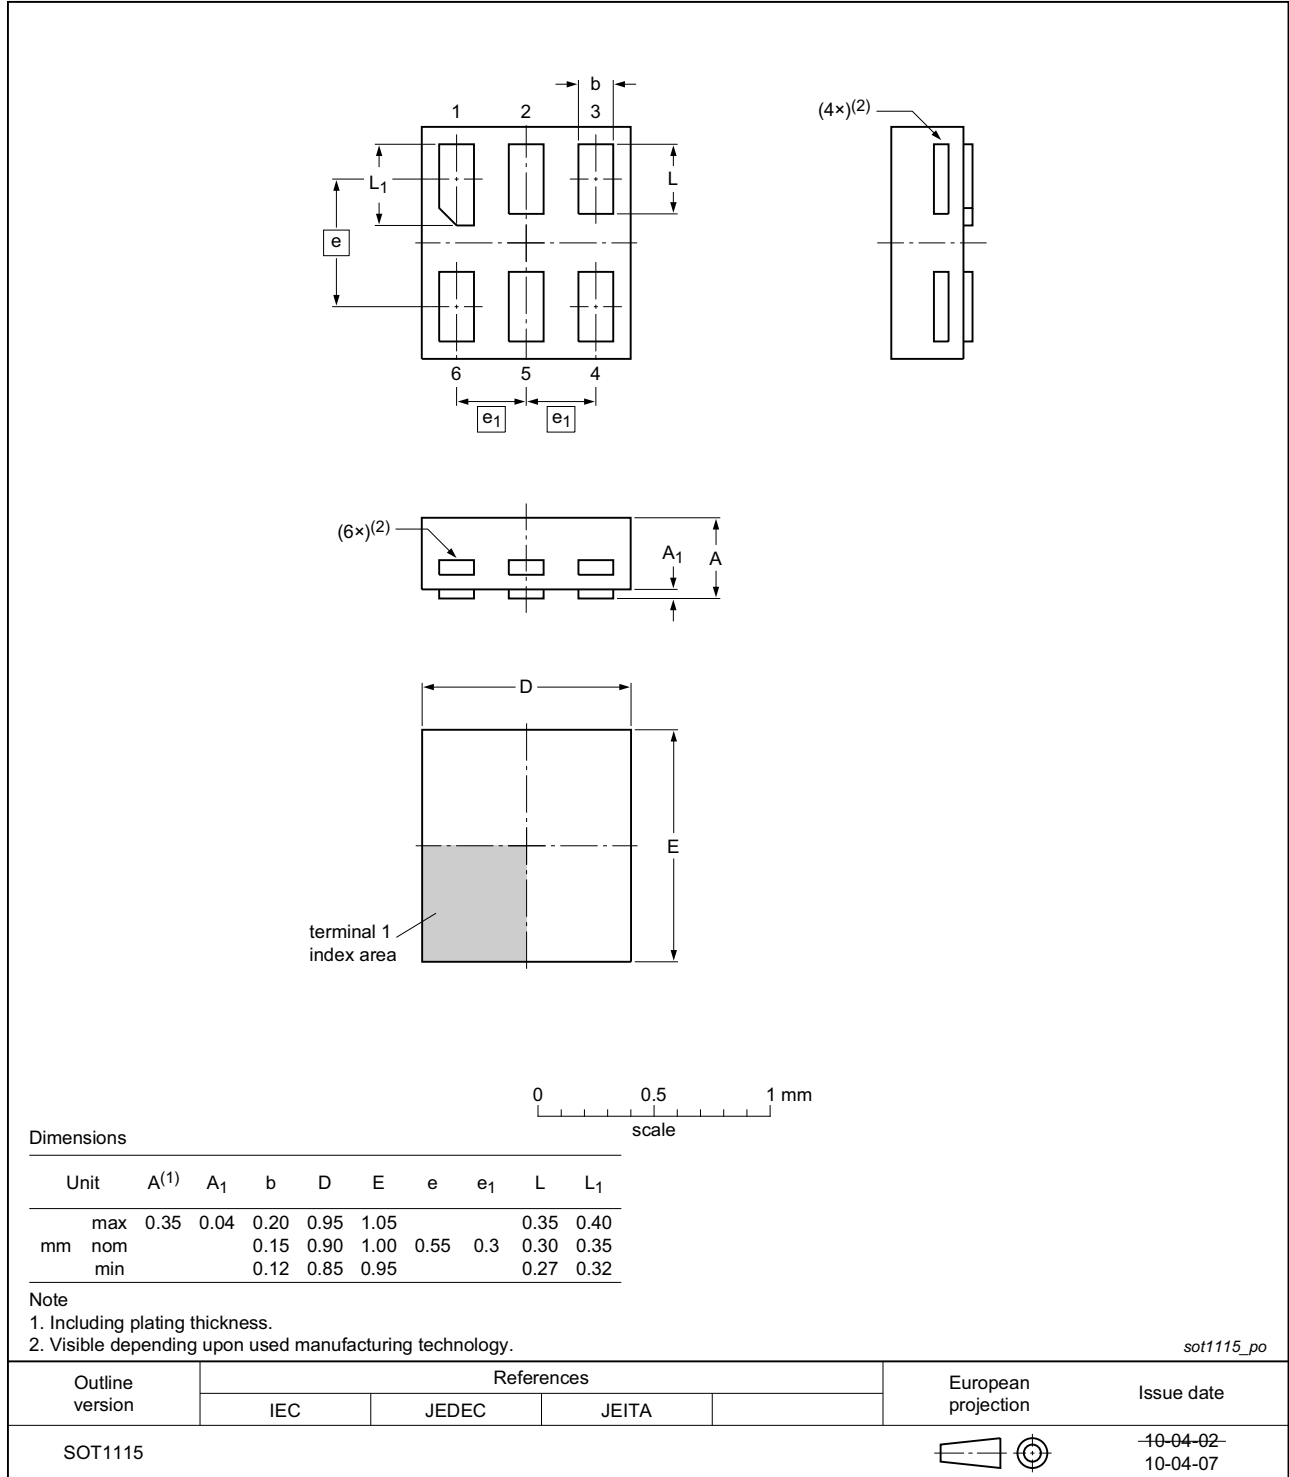 b
1 2 3
(4×)(2)
L1
L
e
6 5 4
e1 e1
(6×)(2)
A1
A
D
E
terminal 1
index area
0 0.5 1 mm
scale
Dimensions
Unit A(1) A1 b D E e e1 L L1
max 0.35 0.04 0.20 0.95 1.05 0.35 0.40
mm nom 0.15 0.90 1.00 0.55 0.3 0.30 0.35
min 0.12 0.85 0.95 0.27 0.32
Note
1. Including plating thickness.
2. Visible depending upon used manufacturing technology.
sot1115_po
Outline
version
References
IEC JEDEC JEITA
European
projection
Issue date
SOT1115
10-04-02
10-04-07